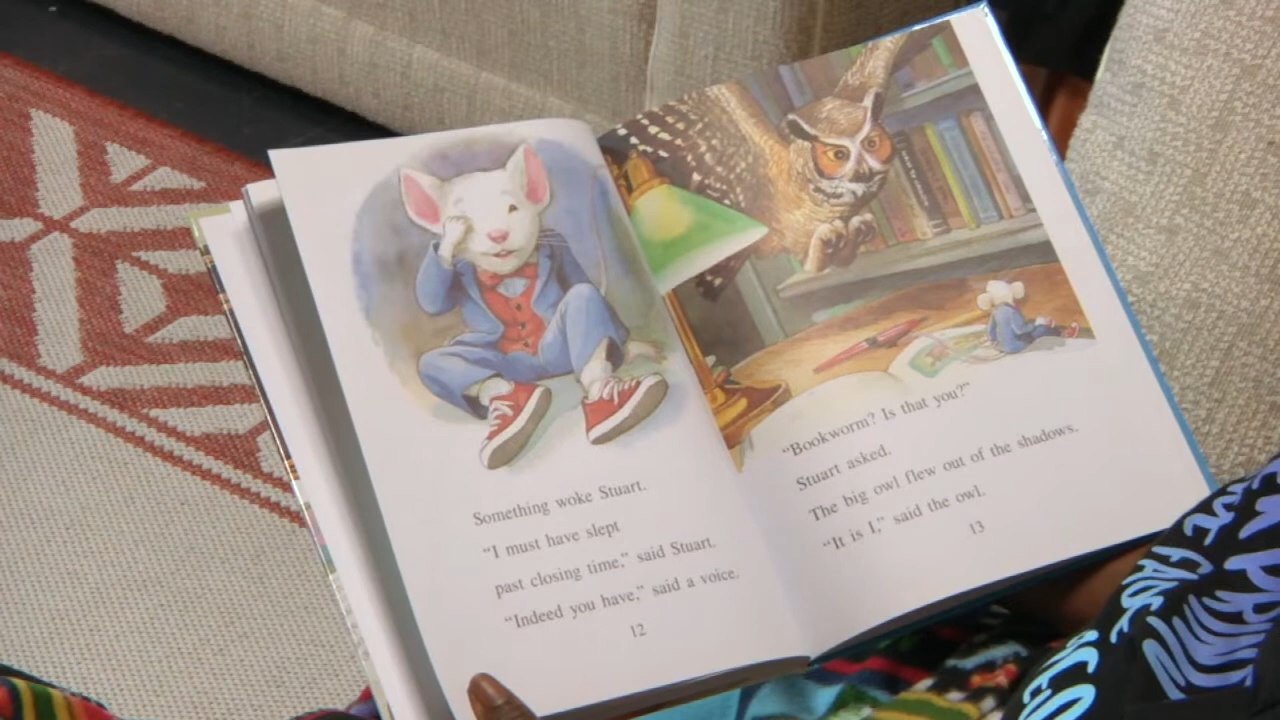 Something woke Stuart.
“I must have slept
past closing time,” said Stuart.
“Indeed you have,” said a voice.
12
“Bookworm? Is that you?”
Stuart asked.
The big owl flew out of the shadows.
“It is I,” said the owl.
13